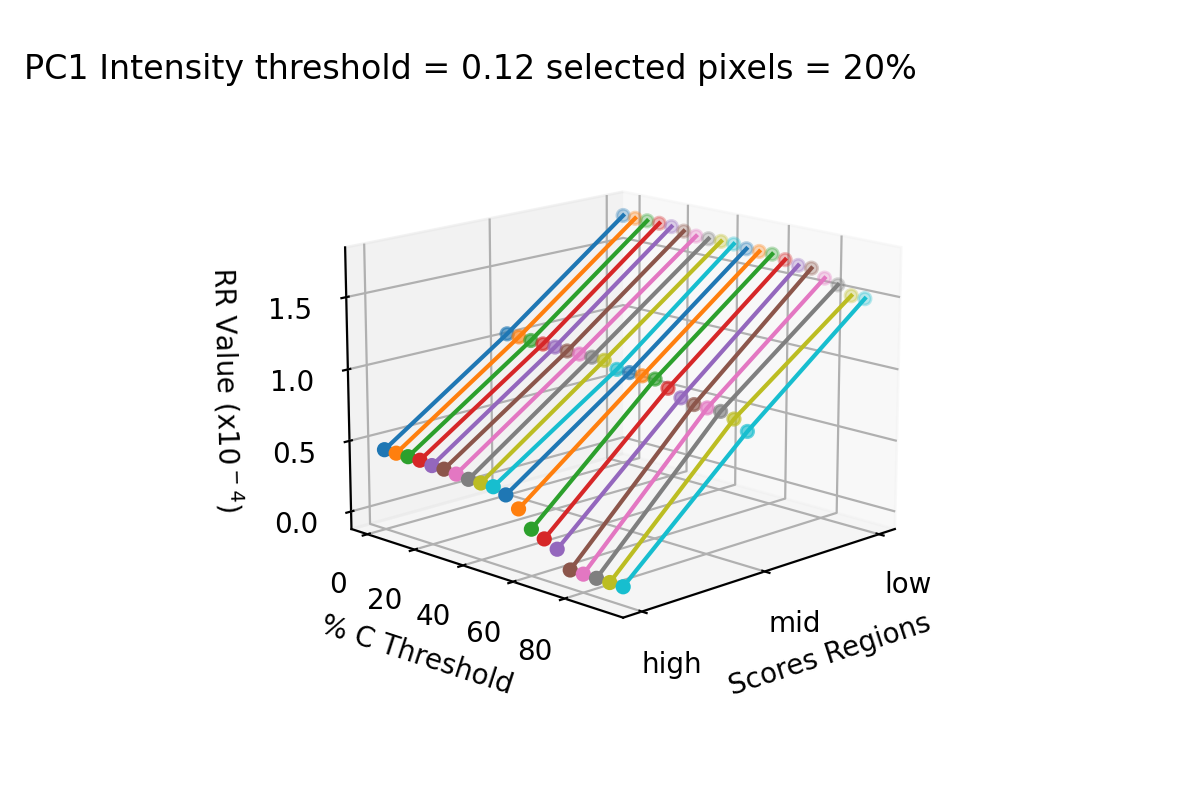 PC1 Intensity threshold = 0.12 selected pixels = 20%
RR Value (x10⁻⁴)
1.5
1.0
0.5
0.0
0
20
40
60
80
% C Threshold
high
mid
low
Scores Regions